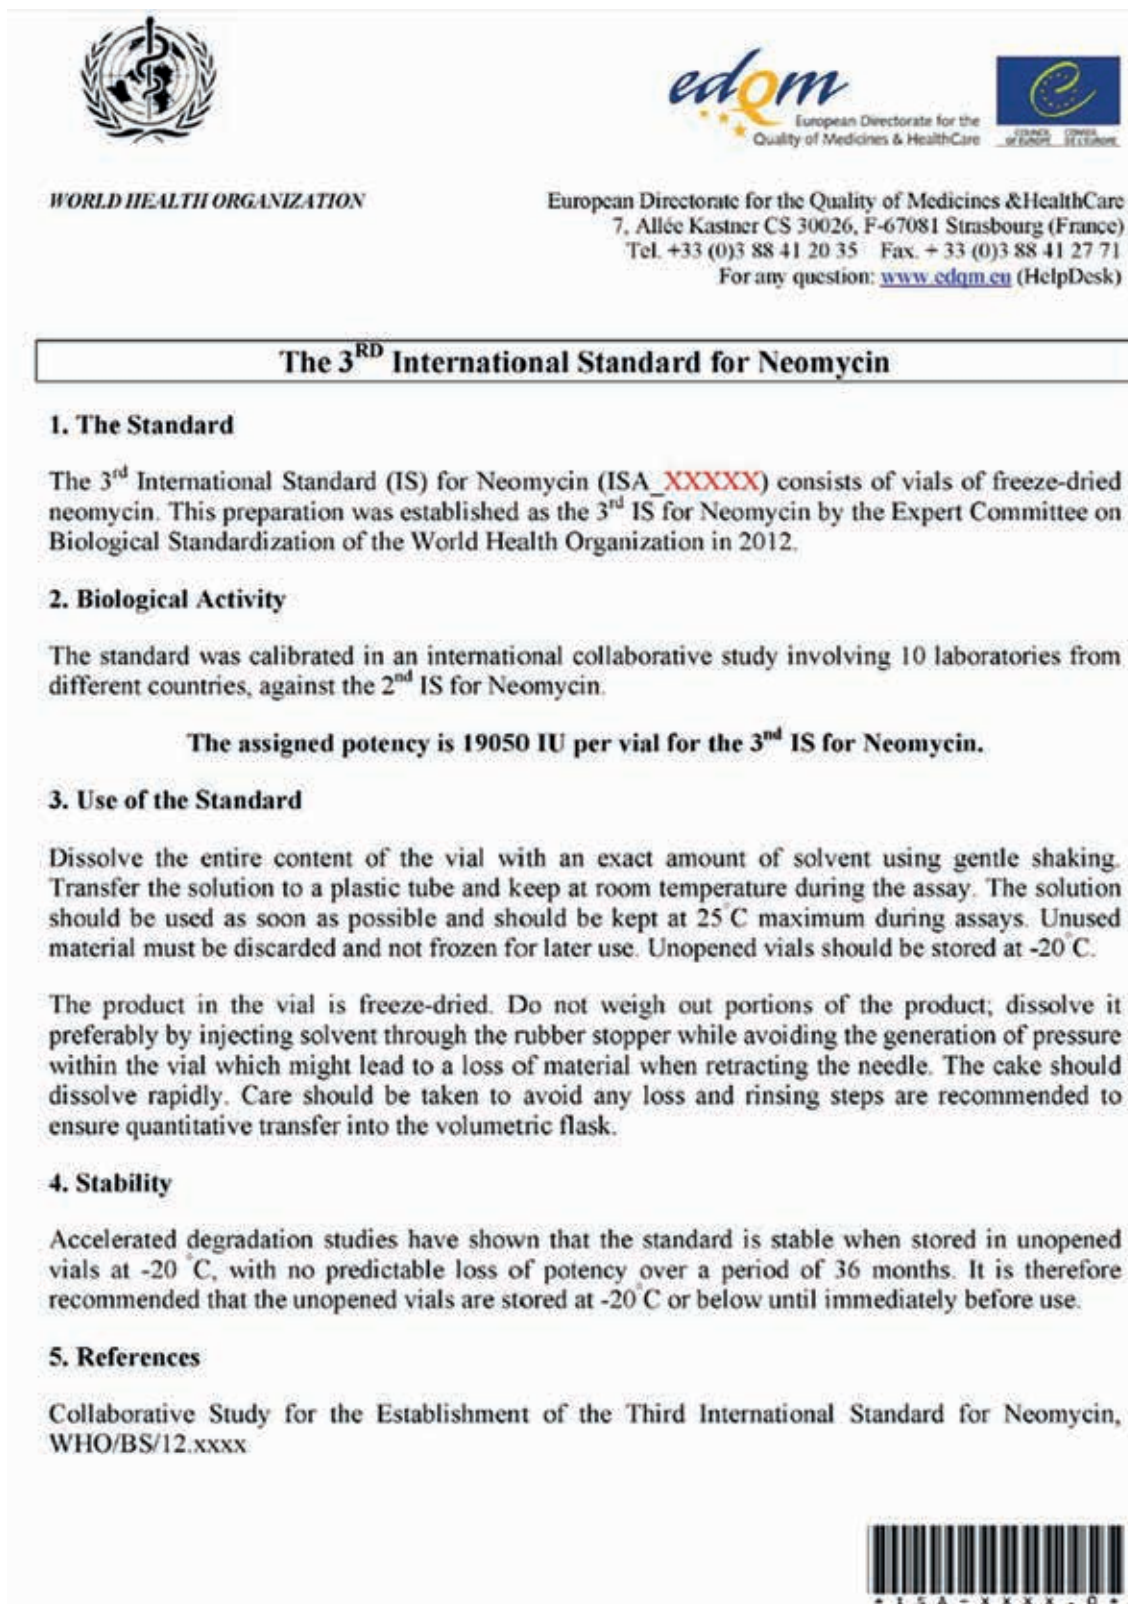 edQm
European Directorate for the
Quality of Medicines & HealthCare
COUNCIL OF EUROPE
CONSEIL DE L'EUROPE
WORLD HEALTH ORGANIZATION
European Directorate for the Quality of Medicines &HealthCare
7, Allée Kastner CS 30026, F-67081 Strasbourg (France)
Tel. +33 (0)3 88 41 20 35 Fax. + 33 (0)3 88 41 27 71
For any question: www.edqm.eu (HelpDesk)
The 3RD International Standard for Neomycin
1. The Standard
The 3rd International Standard (IS) for Neomycin (ISA_XXXXX) consists of vials of freeze-dried
neomycin. This preparation was established as the 3rd IS for Neomycin by the Expert Committee on
Biological Standardization of the World Health Organization in 2012.
2. Biological Activity
The standard was calibrated in an international collaborative study involving 10 laboratories from
different countries, against the 2nd IS for Neomycin.
The assigned potency is 19050 IU per vial for the 3nd IS for Neomycin.
3. Use of the Standard
Dissolve the entire content of the vial with an exact amount of solvent using gentle shaking.
Transfer the solution to a plastic tube and keep at room temperature during the assay. The solution
should be used as soon as possible and should be kept at 25°C maximum during assays. Unused
material must be discarded and not frozen for later use. Unopened vials should be stored at -20°C.
The product in the vial is freeze-dried. Do not weigh out portions of the product; dissolve it
preferably by injecting solvent through the rubber stopper while avoiding the generation of pressure
within the vial which might lead to a loss of material when retracting the needle. The cake should
dissolve rapidly. Care should be taken to avoid any loss and rinsing steps are recommended to
ensure quantitative transfer into the volumetric flask.
4. Stability
Accelerated degradation studies have shown that the standard is stable when stored in unopened
vials at -20 °C, with no predictable loss of potency over a period of 36 months. It is therefore
recommended that the unopened vials are stored at -20°C or below until immediately before use.
5. References
Collaborative Study for the Establishment of the Third International Standard for Neomycin,
WHO/BS/12.xxxx